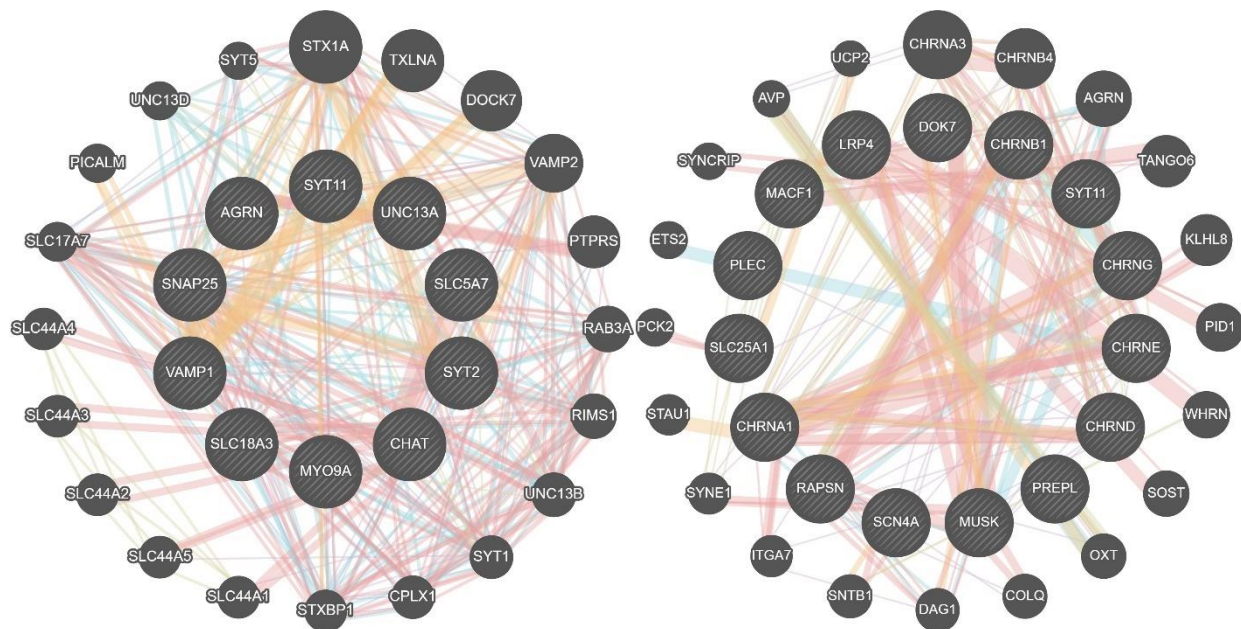 STX1A
TXLNA
SYT5
DOCK7
UNC13D
VAMP2
PICALM
SYT11
AGRN
UNC13A
PTPRS
SLC17A7
SNAP25
SLC5A7
RAB3A
SLC44A4
VAMP1
SYT2
SLC44A3
RIMS1
SLC18A3
CHAT
MYO9A
SLC44A2
UNC13B
SLC44A5
SYT1
SLC44A1
STXBP1
CPLX1
CHRNA3
UCP2
CHRNB4
AVP
AGRN
DOK7
LRP4
CHRNB1
SYNCRIP
TANGO6
MACF1
SYT11
ETS2
KLHL8
PLEC
CHRNG
PCK2
PID1
SLC25A1
CHRNE
STAU1
WHRN
CHRNA1
CHRND
SYNE1
RAPSN
PREPL
SOST
SCN4A
MUSK
ITGA7
OXT
SNTB1
DAG1
COLQ